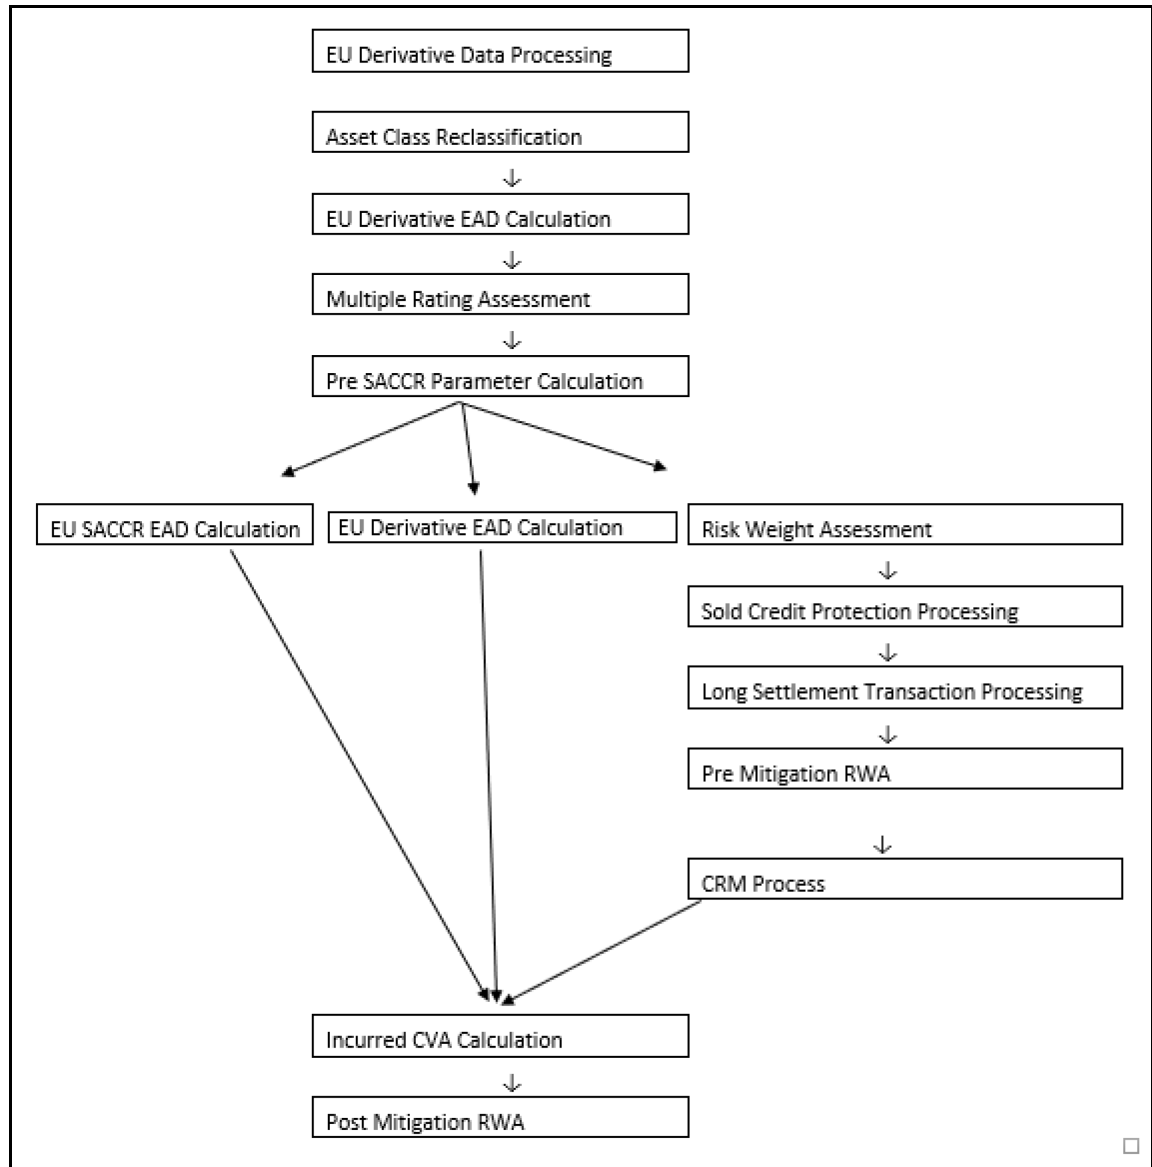 EU Derivative Data Processing
Asset Class Reclassification
EU Derivative EAD Calculation
Multiple Rating Assessment
Pre SACCR Parameter Calculation
EU SACCR EAD Calculation
EU Derivative EAD Calculation
Risk Weight Assessment
Sold Credit Protection Processing
Long Settlement Transaction Processing
Pre Mitigation RWA
CRM Process
Incurred CVA Calculation
Post Mitigation RWA